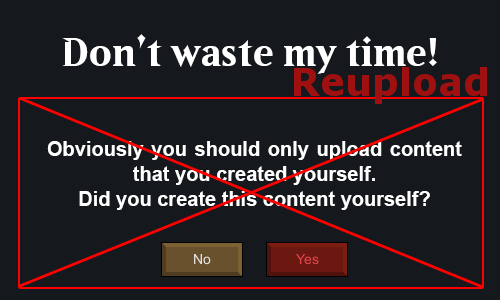 Don't waste my time!
Reupload
Obviously you should only upload content
that you created yourself.
Did you create this content yourself?
No
Yes